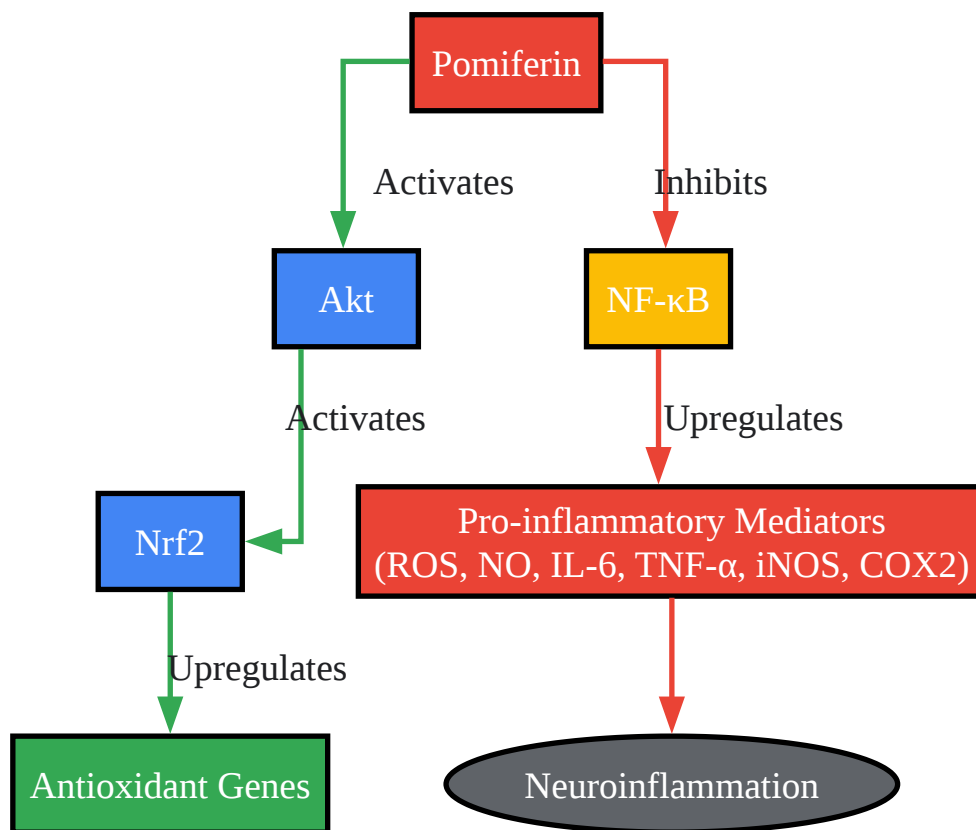 Pomiferin
Activates
Inhibits
Akt
NF-κB
Activates
Upregulates
Nrf2
Pro-inflammatory Mediators
(ROS, NO, IL-6, TNF-α, iNOS, COX2)
Upregulates
Antioxidant Genes
Neuroinflammation